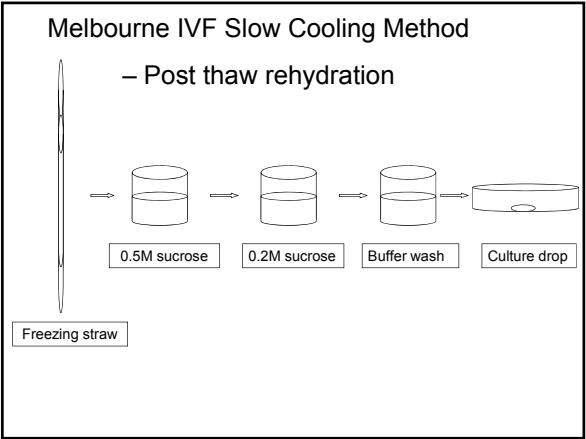 Melbourne IVF Slow Cooling Method
– Post thaw rehydration
0.5M sucrose
0.2M sucrose
Buffer wash
Culture drop
Freezing straw